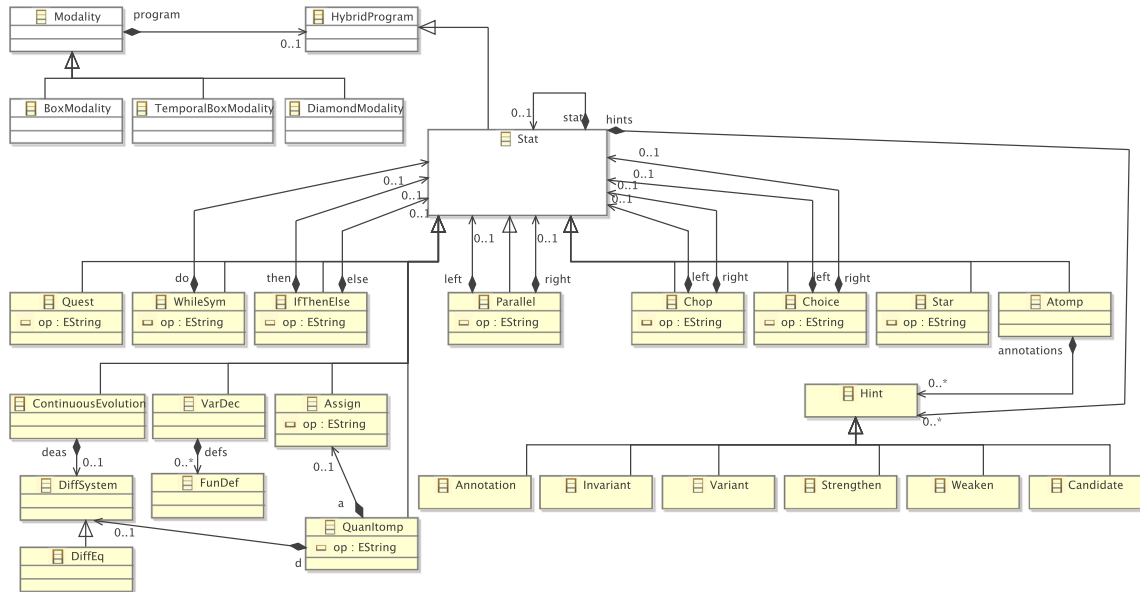 Modality
program
HybridProgram
0..1
BoxModality
TemporalBoxModality
DiamondModality
0..1
stat
hints
Stat
0..1
0..1
0..1
0..1
0..1
0..1
0..1
0..1
0..1
0..1
do
then
else
left
right
left
right
left
right
Quest
op : EString
WhileSym
op : EString
IfThenElse
op : EString
Parallel
op : EString
Chop
op : EString
Choice
op : EString
Star
op : EString
Atomp
annotations
0..*
0..*
Hint
ContinuousEvolution
VarDec
Assign
op : EString
deas
0..1
0..*
defs
0..1
DiffSystem
FunDef
a
Annotation
Invariant
Variant
Strengthen
Weaken
Candidate
0..1
QuanItomp
op : EString
d
DiffEq